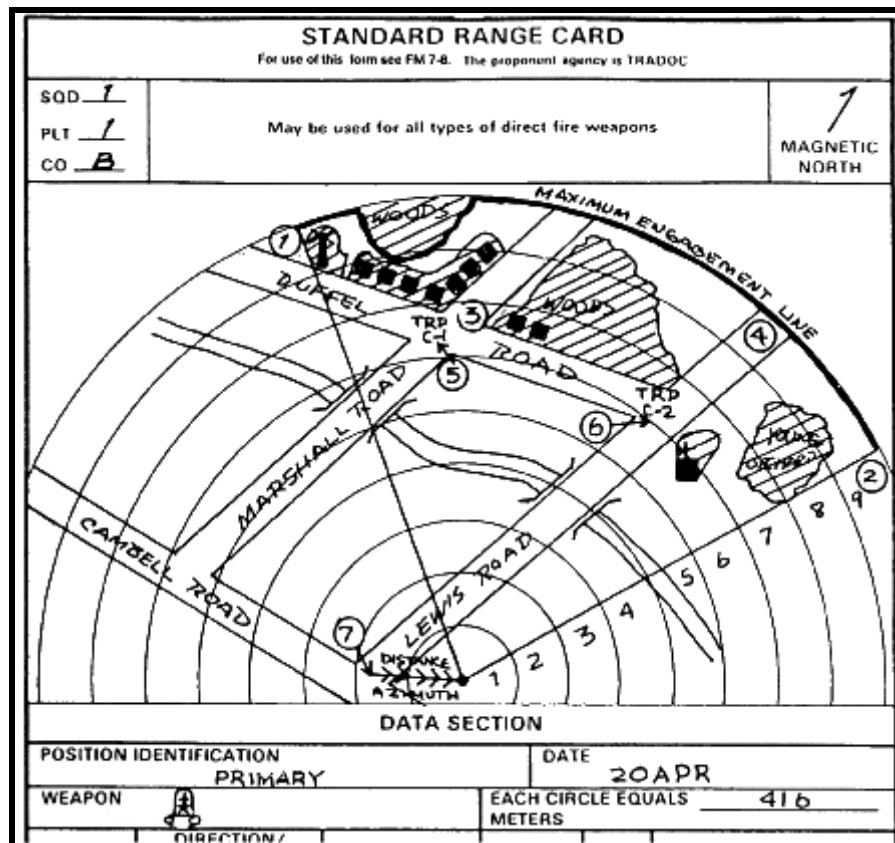 STANDARD RANGE CARD
For use of this form see FM 7-8. The proponent agency is TRADOC
SQD 1
PLT 1
CO B
May be used for all types of direct fire weapons
MAGNETIC
NORTH
MAXIMUM ENGAGEMENT LINE
WOODS
1
DUFFEL
ROAD
3
WOODS
4
TRP
C-1
5
TRP
C-2
6
2
MARSHALL ROAD
CAMBELL ROAD
LEWIS ROAD
7
DISTANCE
AZIMUTH
1 2 3 4 5 6 7 8 9
DATA SECTION
POSITION IDENTIFICATION
PRIMARY
DATE
20 APR
WEAPON
EACH CIRCLE EQUALS 416
METERS
DIRECTION/